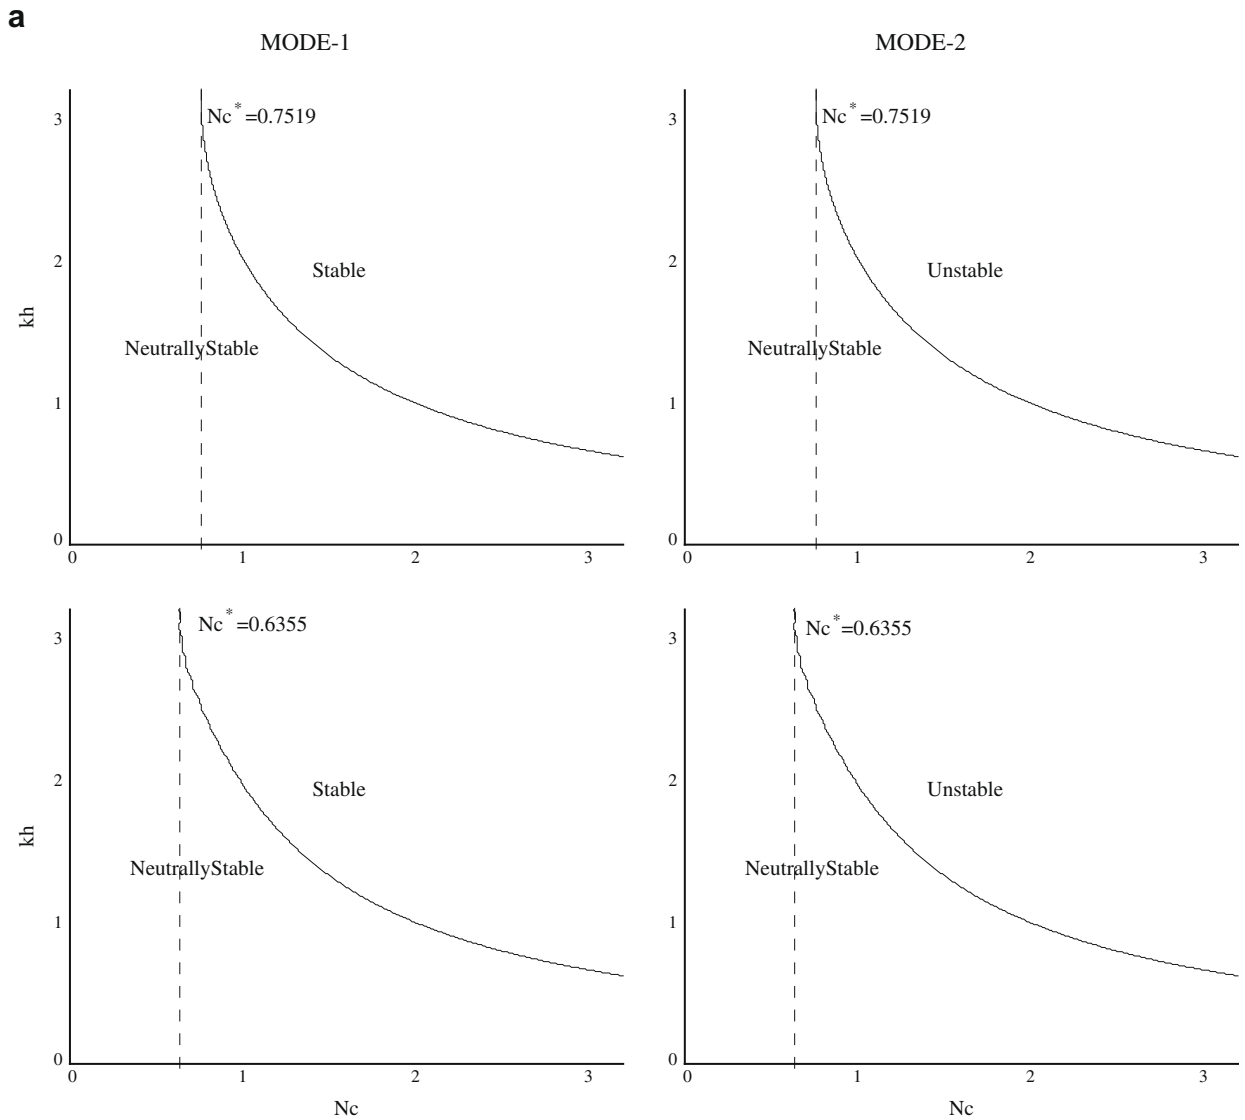 a
MODE-1
MODE-2
3
Nc*=0.7519
2
Stable
kh
NeutrallyStable
1
0
0
1
2
3
Nc*=0.7519
3
2
Unstable
NeutrallyStable
1
0
0
1
2
3
Nc*=0.6355
3
2
Stable
kh
NeutrallyStable
1
0
0
1
2
3
Nc
Nc*=0.6355
3
2
Unstable
NeutrallyStable
1
0
0
1
2
3
Nc